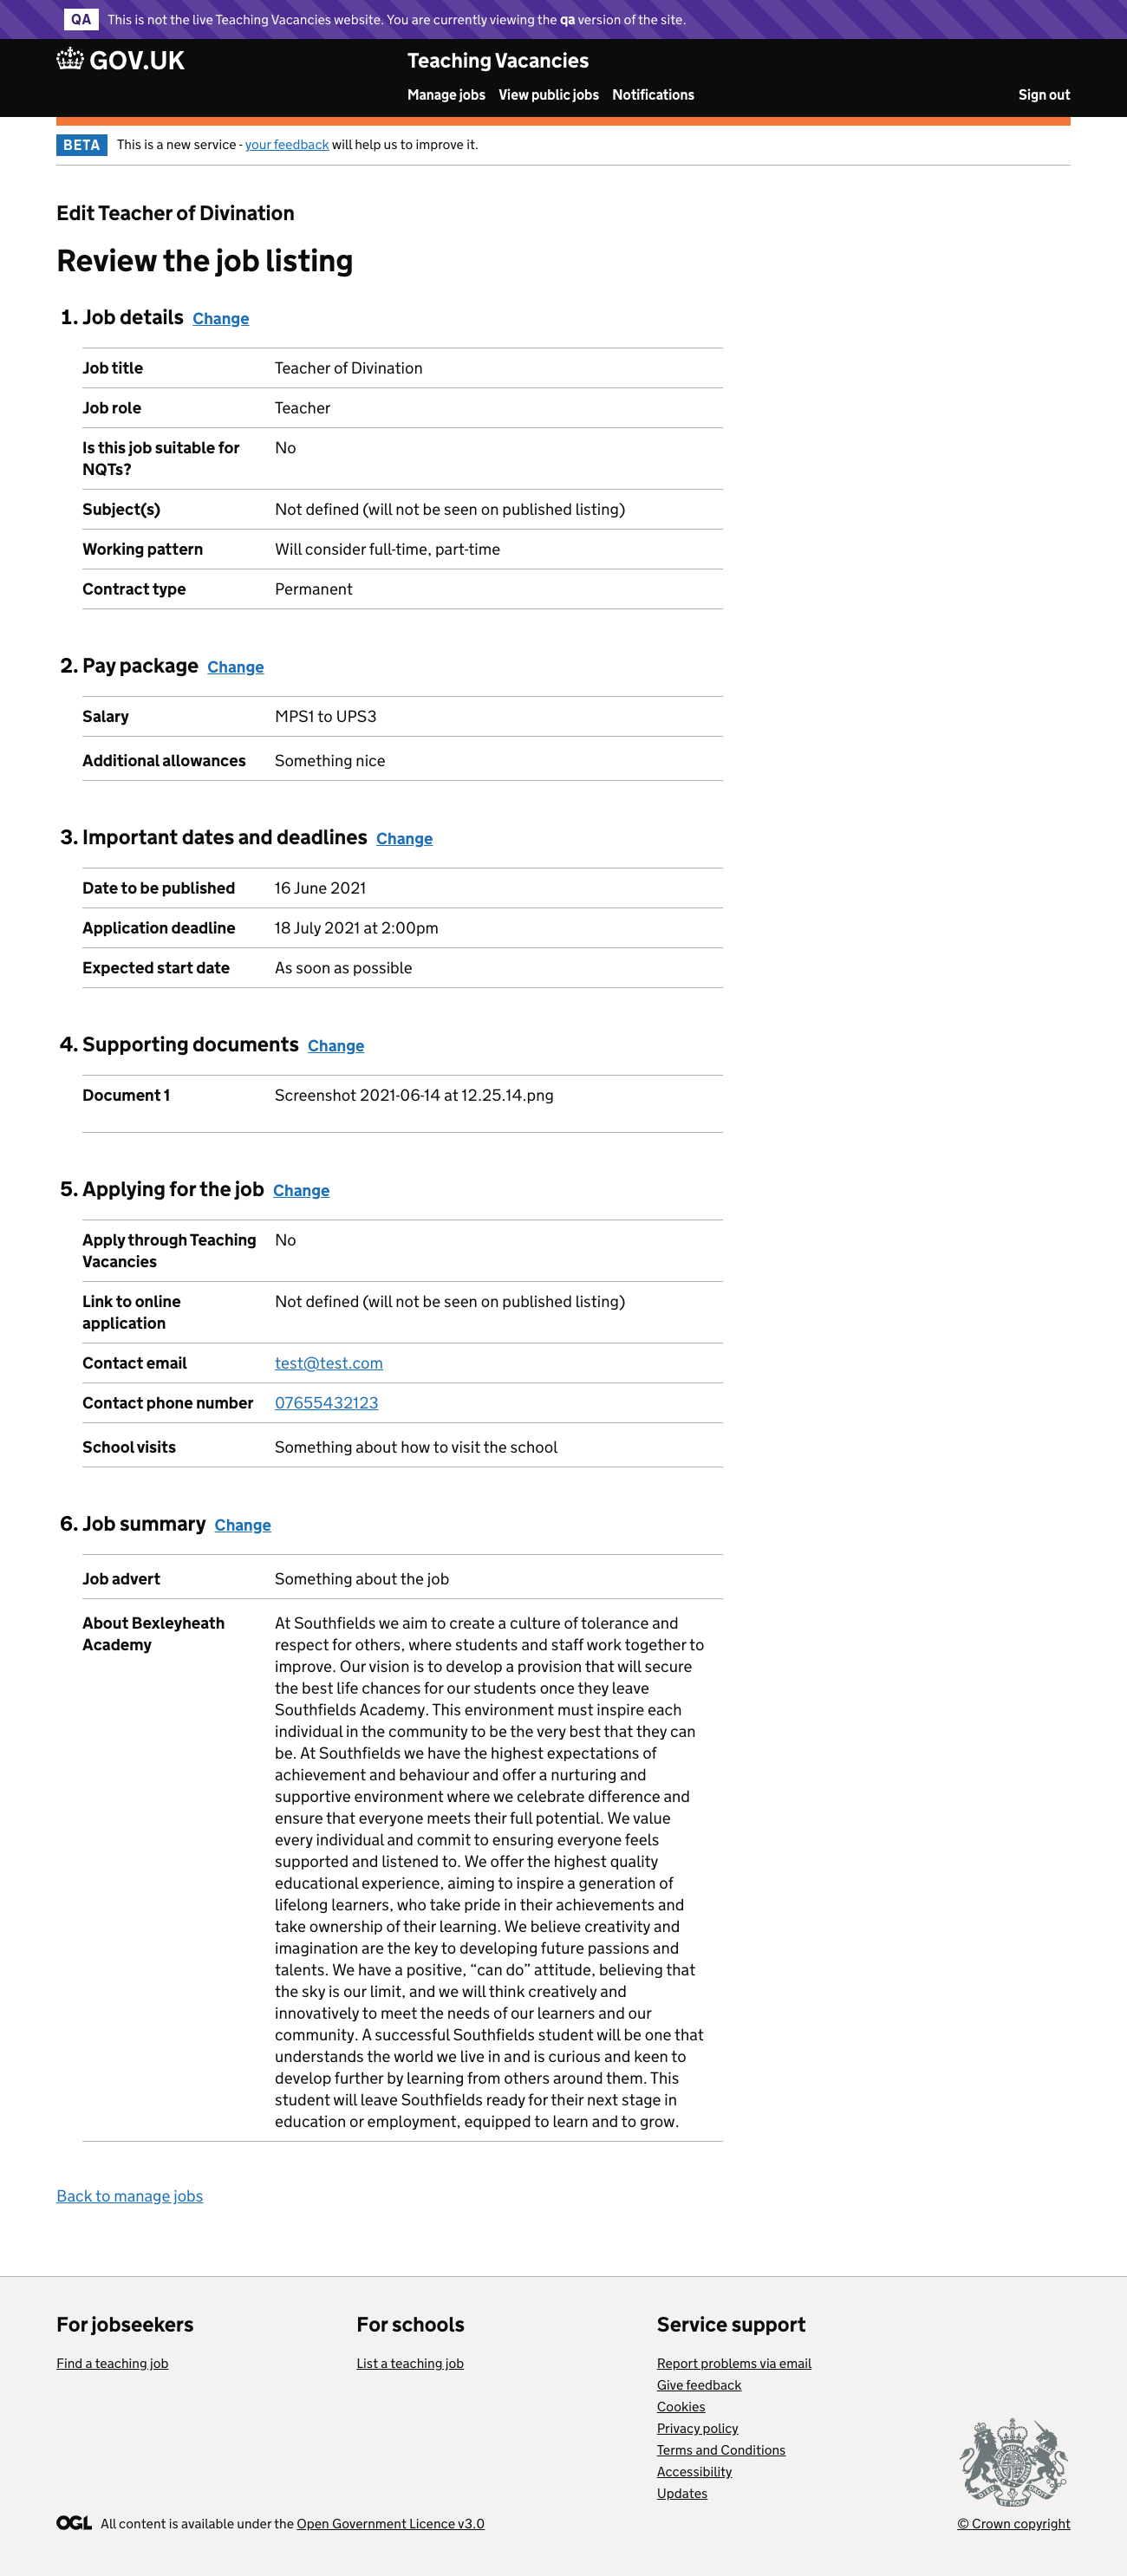 QA This is not the live Teaching Vacancies website. You are currently viewing the qa version of the site.
GOV.UK
Teaching Vacancies
Manage jobs View public jobs Notifications Sign out
BETA This is a new service - your feedback will help us to improve it.
Edit Teacher of Divination
Review the job listing
1. Job details Change
Job title Teacher of Divination
Job role Teacher
Is this job suitable for No
NQTs?
Subject(s) Not defined (will not be seen on published listing)
Working pattern Will consider full-time, part-time
Contract type Permanent
2. Pay package Change
Salary MPS1 to UPS3
Additional allowances Something nice
3. Important dates and deadlines Change
Date to be published 16 June 2021
Application deadline 18 July 2021 at 2:00pm
Expected start date As soon as possible
4. Supporting documents Change
Document 1 Screenshot 2021-06-14 at 12.25.14.png
5. Applying for the job Change
Apply through Teaching No
Vacancies
Link to online Not defined (will not be seen on published listing)
application
Contact email test@test.com
Contact phone number 07655432123
School visits Something about how to visit the school
6. Job summary Change
Job advert Something about the job
About Bexleyheath At Southfields we aim to create a culture of tolerance and
Academy respect for others, where students and staff work together to
improve. Our vision is to develop a provision that will secure
the best life chances for our students once they leave
Southfields Academy. This environment must inspire each
individual in the community to be the very best that they can
be. At Southfields we have the highest expectations of
achievement and behaviour and offer a nurturing and
supportive environment where we celebrate difference and
ensure that everyone meets their full potential. We value
every individual and commit to ensuring everyone feels
supported and listened to. We offer the highest quality
educational experience, aiming to inspire a generation of
lifelong learners, who take pride in their achievements and
take ownership of their learning. We believe creativity and
imagination are the key to developing future passions and
talents. We have a positive, “can do” attitude, believing that
the sky is our limit, and we will think creatively and
innovatively to meet the needs of our learners and our
community. A successful Southfields student will be one that
understands the world we live in and is curious and keen to
develop further by learning from others around them. This
student will leave Southfields ready for their next stage in
education or employment, equipped to learn and to grow.
Back to manage jobs
For jobseekers
Find a teaching job
For schools
List a teaching job
Service support
Report problems via email
Give feedback
Cookies
Privacy policy
Terms and Conditions
Accessibility
Updates
OGL All content is available under the Open Government Licence v3.0
© Crown copyright